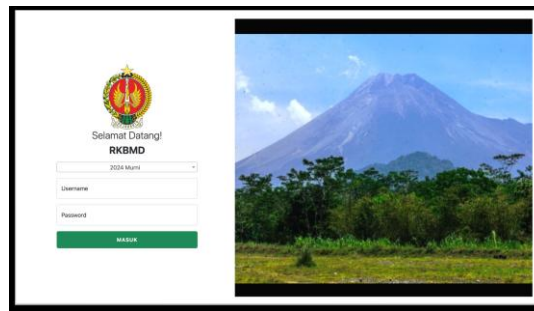 Selamat Datang!
RKBMD
2024 Murni
Username
Password
MASUK